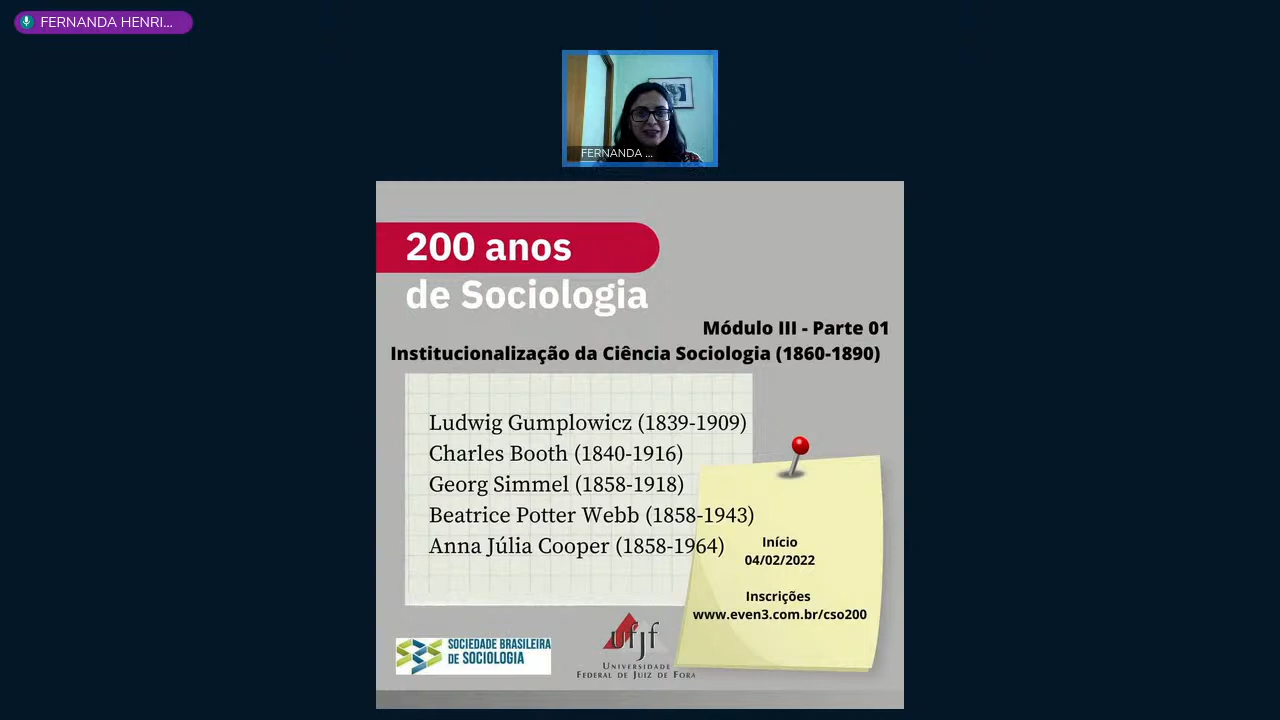 FERNANDA HENRI...
FERNANDA ...
200 anos
de Sociologia
Módulo III - Parte 01
Institucionalização da Ciência Sociologia (1860-1890)
Ludwig Gumplowicz (1839-1909)
Charles Booth (1840-1916)
Georg Simmel (1858-1918)
Beatrice Potter Webb (1858-1943)
Anna Júlia Cooper (1858-1964)
Início
04/02/2022
Inscrições
www.even3.com.br/cso200
SOCIEDADE BRASILEIRA
DE SOCIOLOGIA
ufjf
UNIVERSIDADE
FEDERAL DE JUIZ DE FORA